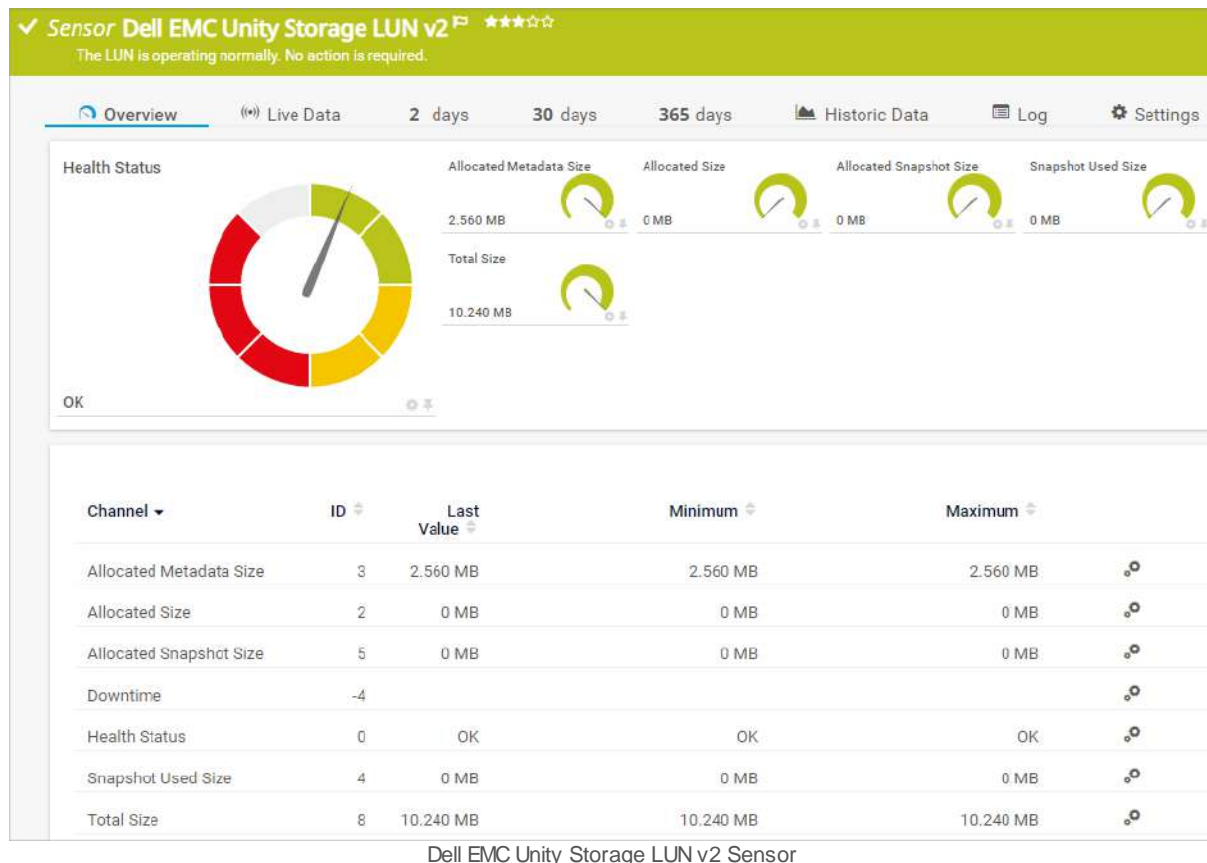 Sensor Dell EMC Unity Storage LUN v2
The LUN is operating normally. No action is required.
Overview Live Data 2 days 30 days 365 days Historic Data Log Settings
Health Status
OK
Allocated Metadata Size
2.560 MB
Allocated Size
0 MB
Allocated Snapshot Size
0 MB
Snapshot Used Size
0 MB
Total Size
10.240 MB
Channel ID Last Value Minimum Maximum
Allocated Metadata Size 3 2.560 MB 2.560 MB 2.560 MB
Allocated Size 2 0 MB 0 MB 0 MB
Allocated Snapshot Size 5 0 MB 0 MB 0 MB
Downtime -4
Health Status 0 OK OK OK
Snapshot Used Size 4 0 MB 0 MB 0 MB
Total Size 8 10.240 MB 10.240 MB 10.240 MB
Dell EMC Unity Storage LUN v2 Sensor